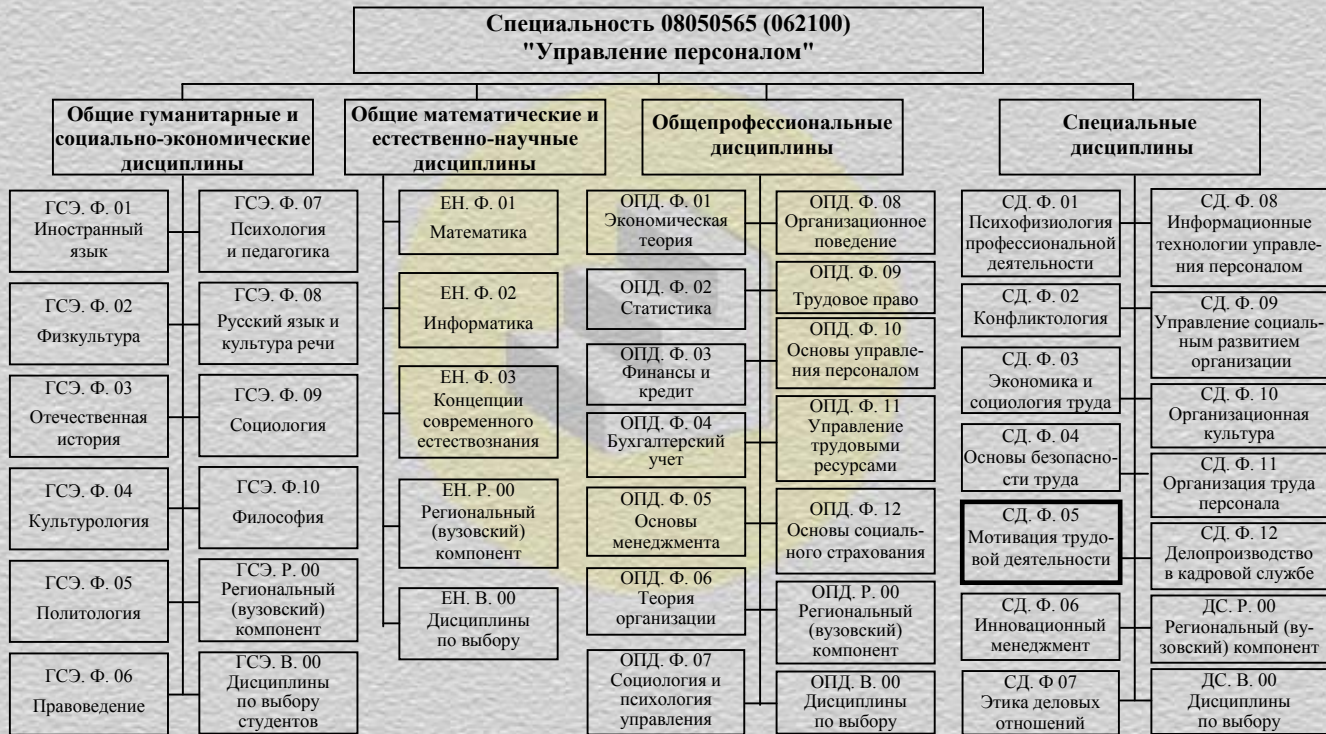 Специальность 08050565 (062100)
"Управление персоналом"
Общие гуманитарные и
социально-экономические
дисциплины
ГСЭ. Ф. 01
Иностранный
язык
ГСЭ. Ф. 02
Физкультура
ГСЭ. Ф. 03
Отечественная
история
ГСЭ. Ф. 04
Культурология
ГСЭ. Ф. 05
Политология
ГСЭ. Ф. 06
Правоведение
ГСЭ. Ф. 07
Психология
и педагогика
ГСЭ. Ф. 08
Русский язык и
культура речи
ГСЭ. Ф. 09
Социология
ГСЭ. Ф.10
Философия
ГСЭ. Р. 00
Региональный
(вузовский)
компонент
ГСЭ. В. 00
Дисциплины
по выбору
студентов
Общие математические и
естественно-научные
дисциплины
ЕН. Ф. 01
Математика
ЕН. Ф. 02
Информатика
ЕН. Ф. 03
Концепции
современного
естествознания
ЕН. Р. 00
Региональный
(вузовский)
компонент
ЕН. В. 00
Дисциплины
по выбору
Общепрофессиональные
дисциплины
ОПД. Ф. 01
Экономическая
теория
ОПД. Ф. 02
Статистика
ОПД. Ф. 03
Финансы и
кредит
ОПД. Ф. 04
Бухгалтерский
учет
ОПД. Ф. 05
Основы
менеджмента
ОПД. Ф. 06
Теория
организации
ОПД. Ф. 07
Социология и
психология
управления
ОПД. Ф. 08
Организационное
поведение
ОПД. Ф. 09
Трудовое право
ОПД. Ф. 10
Основы управле-
ния персоналом
ОПД. Ф. 11
Управление
трудовыми
ресурсами
ОПД. Ф. 12
Основы социаль-
ного страхования
ОПД. Р. 00
Региональный
(вузовский)
компонент
ОПД. В. 00
Дисциплины
по выбору
Специальные
дисциплины
СД. Ф. 01
Психофизиология
профессиональной
деятельности
СД. Ф. 02
Конфликтология
СД. Ф. 03
Экономика и
социология труда
СД. Ф. 04
Основы безопасно-
сти труда
СД. Ф. 05
Мотивация трудо-
вой деятельности
СД. Ф. 06
Инновационный
менеджмент
СД. Ф 07
Этика деловых
отношений
СД. Ф. 08
Информационные
технологии управле-
ния персоналом
СД. Ф. 09
Управление социаль-
ным развитием
организации
СД. Ф. 10
Организационная
культура
СД. Ф. 11
Организация труда
персонала
СД. Ф. 12
Делопроизводство
в кадровой службе
ДС. Р. 00
Региональный (ву-
зовский) компонент
ДС. В. 00
Дисциплины
по выбору